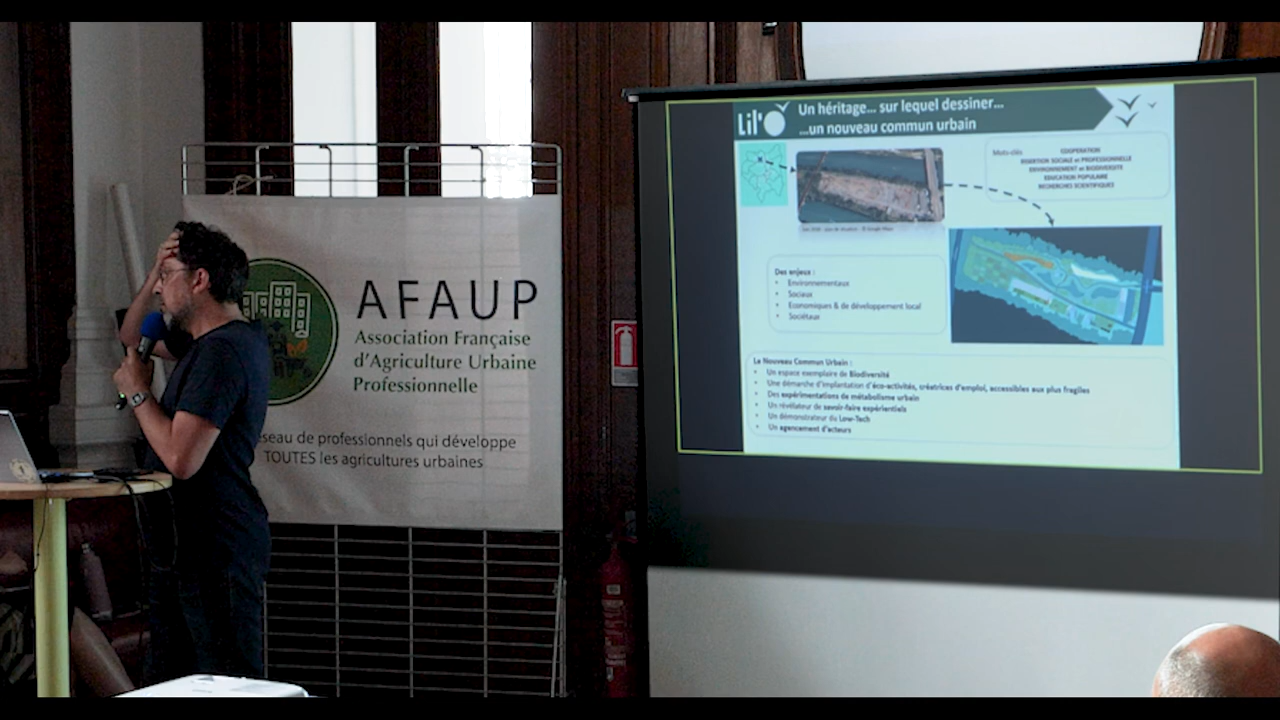 AFAUP
Association Française
d'Agriculture Urbaine
Professionnelle
eseau de professionnels qui développe
TOUTES les agricultures urbaines
Lil'Ô
Un héritage... sur lequel dessiner...
...un nouveau commun urbain
Mots-clés
COOPERATION
INSERTION SOCIALE et PROFESSIONNELLE
ENVIRONNEMENT et BIODIVERSITE
EDUCATION POPULAIRE
RECHERCHES SCIENTIFIQUES
Google Maps
Des enjeux :
• Environnementaux
• Sociaux
• Economiques & de développement local
• Sociétaux
Le Nouveau Commun Urbain :
• Un espace exemplaire de Biodiversité
• Une démarche d'implantation d'éco-activités, créatrices d'emploi, accessibles aux plus fragiles
• Des expérimentations de métabolisme urbain
• Un révélateur de savoir-faire expérientiels
• Un démonstrateur du Low-Tech
• Un agencement d'acteurs